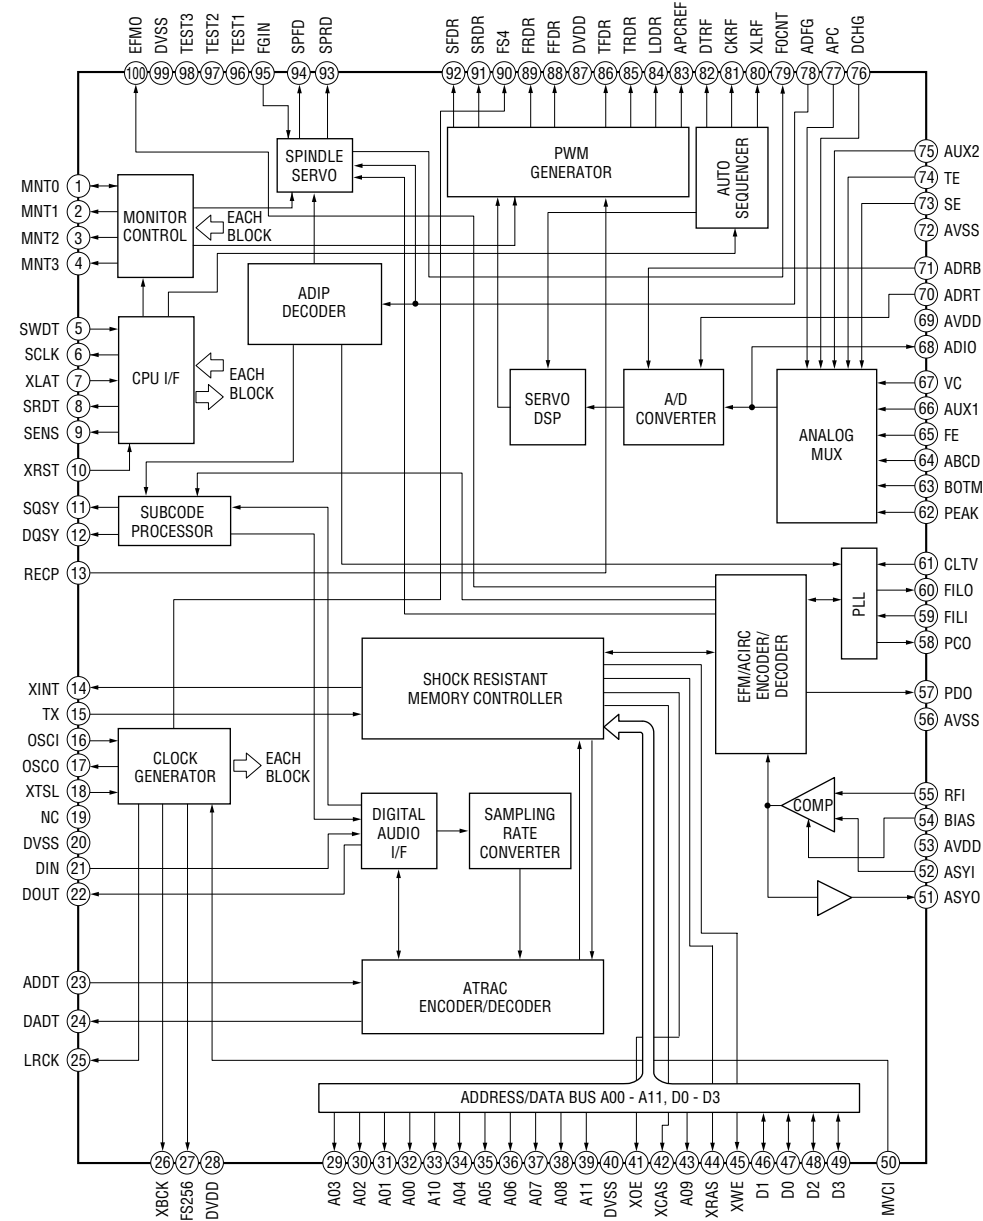 EFMO
DVSS
TEST3
TEST2
TEST1
FGIN
SPFD
SPRD
SFDR
SRDR
FS4
FRDR
FFDR
DVDD
TFDR
TRDR
LDDR
APCREF
DTRF
CKRF
XLRF
FOCNT
ADFG
APC
DCHG
100
99
98
97
96
95
94
93
92
91
90
89
88
87
86
85
84
83
82
81
80
79
78
77
76
SPINDLE
SERVO
PWM
GENERATOR
AUTO
SEQUENCER
75 AUX2
74 TE
73 SE
72 AVSS
71 ADRB
70 ADRT
69 AVDD
68 ADIO
67 VC
66 AUX1
65 FE
64 ABCD
63 BOTM
62 PEAK
61 CLTV
60 FILO
59 FILI
58 PCO
57 PDO
56 AVSS
55 RFI
54 BIAS
53 AVDD
52 ASYI
51 ASYO
MNT0 1
MNT1 2
MNT2 3
MNT3 4
SWDT 5
SCLK 6
XLAT 7
SRDT 8
SENS 9
XRST 10
SQSY 11
DQSY 12
RECP 13
XINT 14
TX 15
OSCI 16
OSCO 17
XTSL 18
NC 19
DVSS 20
DIN 21
DOUT 22
ADDT 23
DADT 24
LRCK 25
MONITOR
CONTROL
EACH
BLOCK
ADIP
DECODER
CPU I/F
EACH
BLOCK
SERVO
DSP
A/D
CONVERTER
ANALOG
MUX
SUBCODE
PROCESSOR
PLL
EFM/ACIRC
ENCODER/
DECODER
SHOCK RESISTANT
MEMORY CONTROLLER
CLOCK
GENERATOR
EACH
BLOCK
DIGITAL
AUDIO
I/F
SAMPLING
RATE
CONVERTER
COMP
ATRAC
ENCODER/DECODER
ADDRESS/DATA BUS A00 - A11, D0 - D3
26
27
28
29
30
31
32
33
34
35
36
37
38
39
40
41
42
43
44
45
46
47
48
49
50
XBCK
FS256
DVDD
A03
A02
A01
A00
A10
A04
A05
A06
A07
A08
A11
DVSS
XOE
XCAS
A09
XRAS
XWE
D1
D0
D2
D3
MVCI